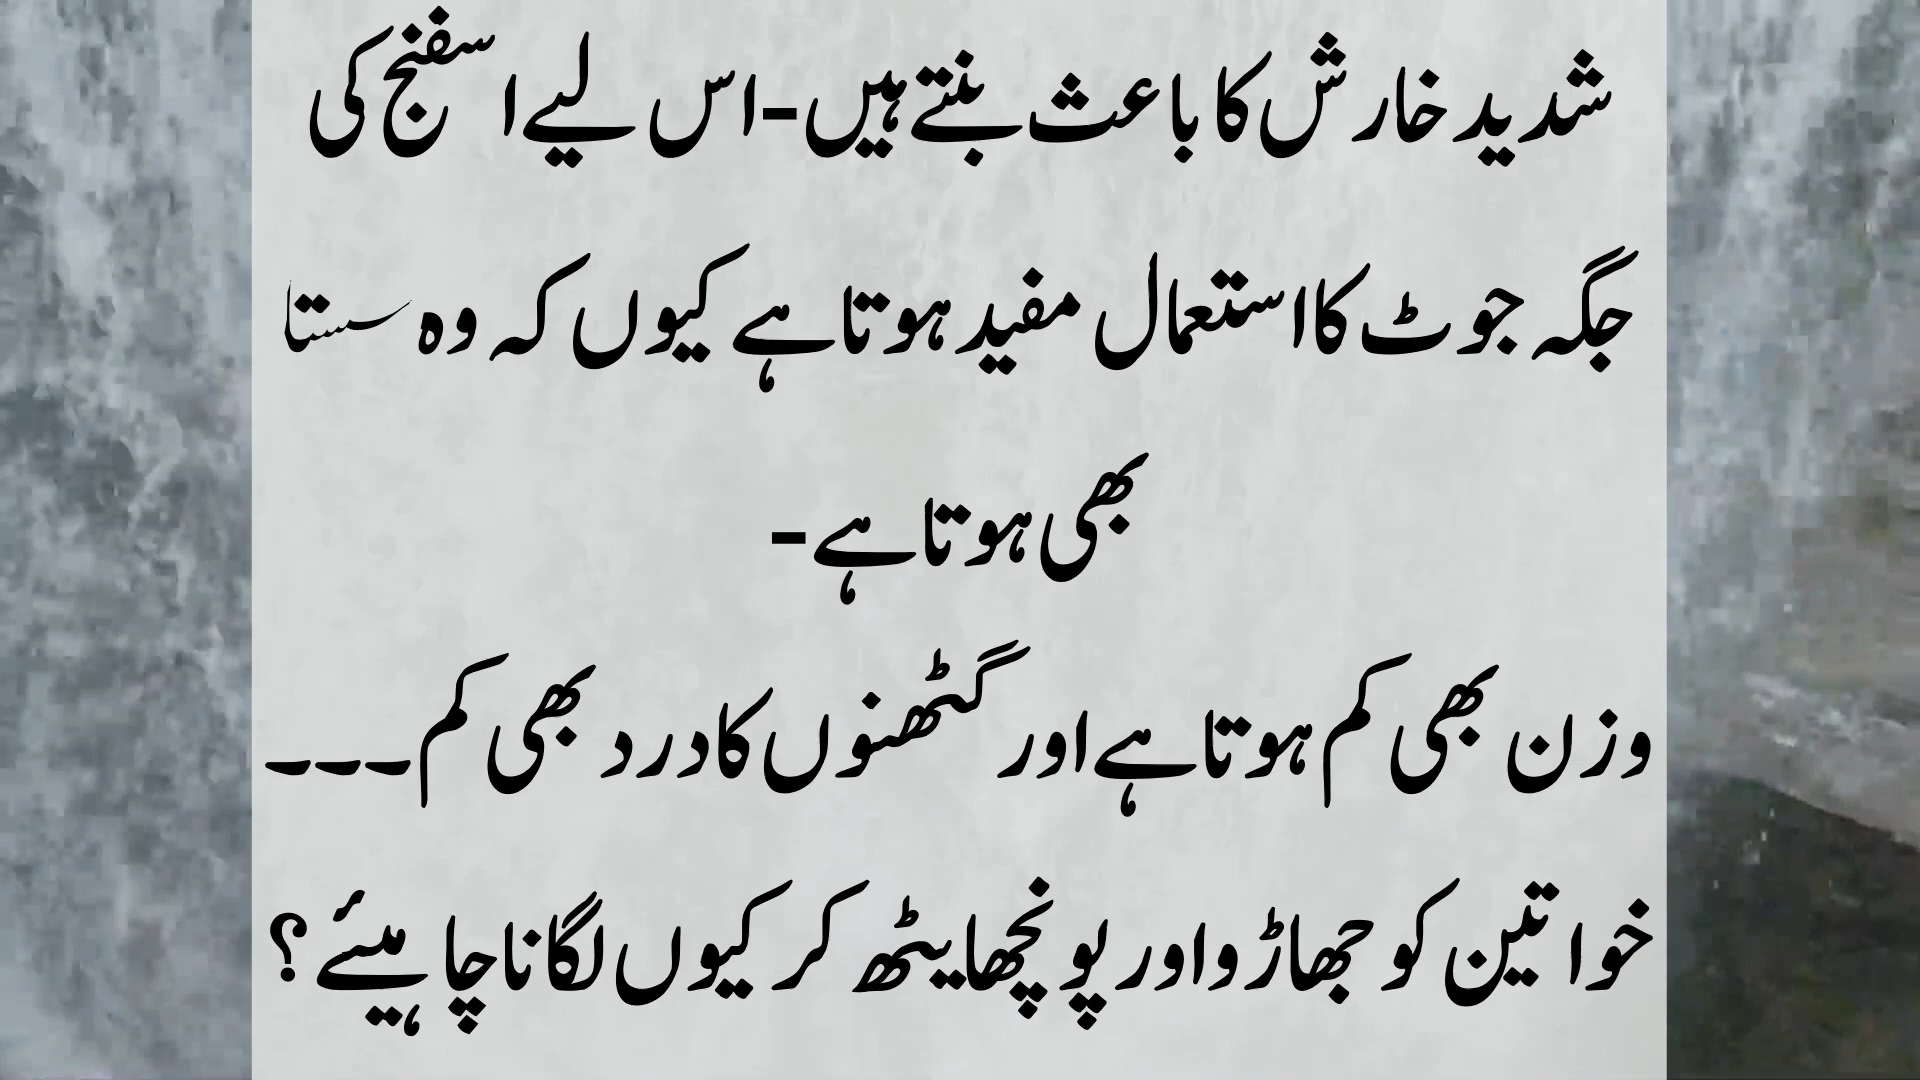 شدید خارش کا باعث بنتے ہیں-اس لیے اسفنج کی
جگہ جوٹ کا استعمال مفید ہوتا ہے کیوں کہ وہ سستا
بھی ہوتا ہے-
وزن بھی کم ہوتا ہے اور گٹھنوں کا درد بھی کم۔۔۔
خواتین کو جھاڑو اور پونچھا یٹھ کر کیوں لگانا چاہیئے؟